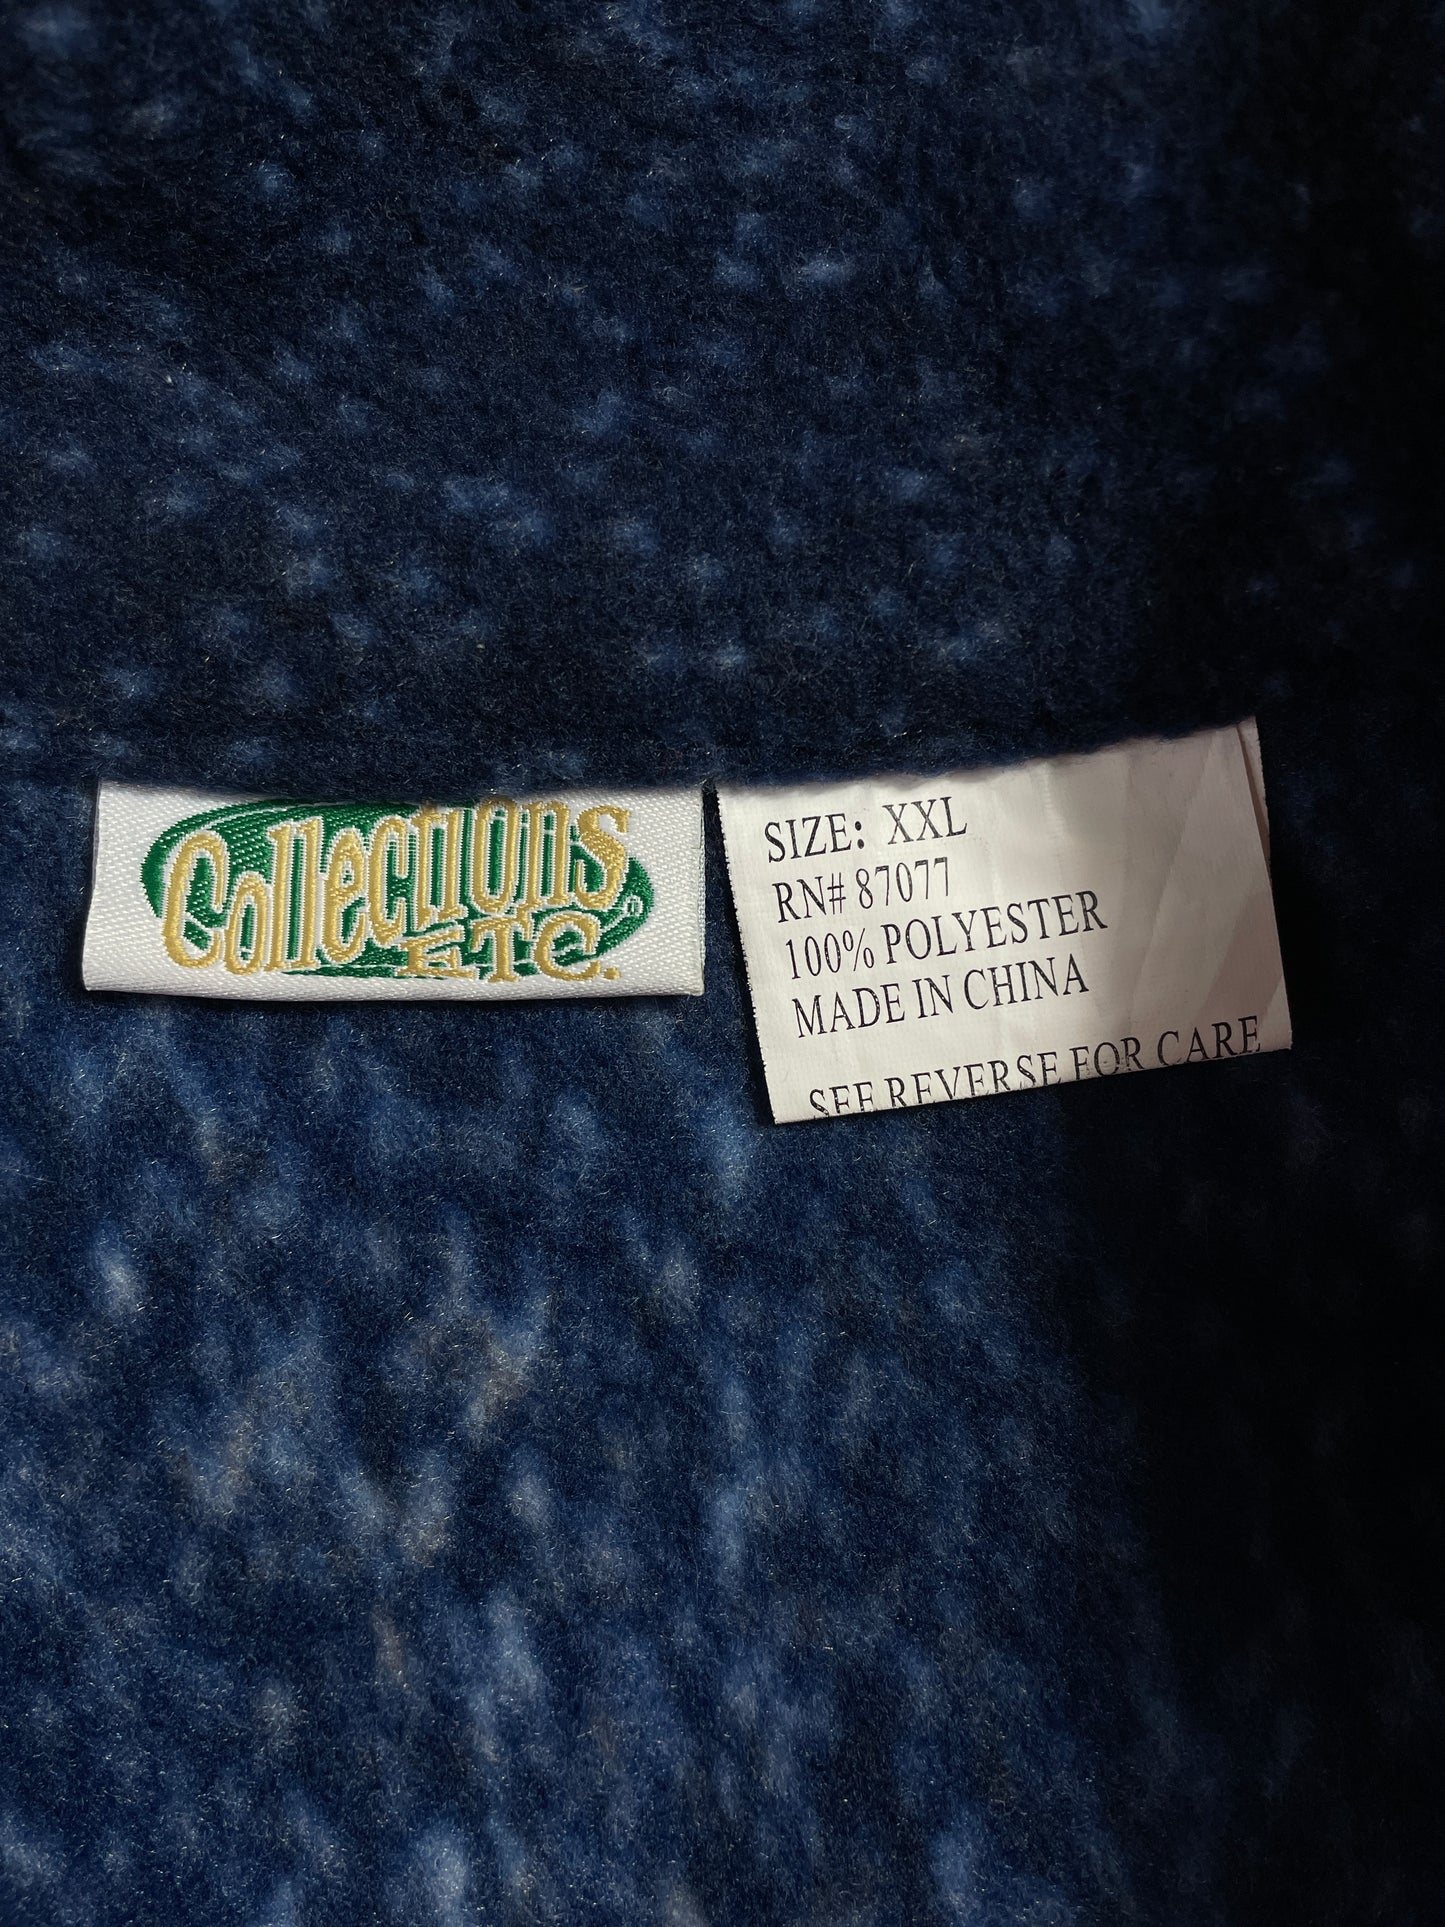 Collections
ETC.
SIZE: XXL
RN# 87077
100% POLYESTER
MADE IN CHINA
SEE REVERSE FOR CARE